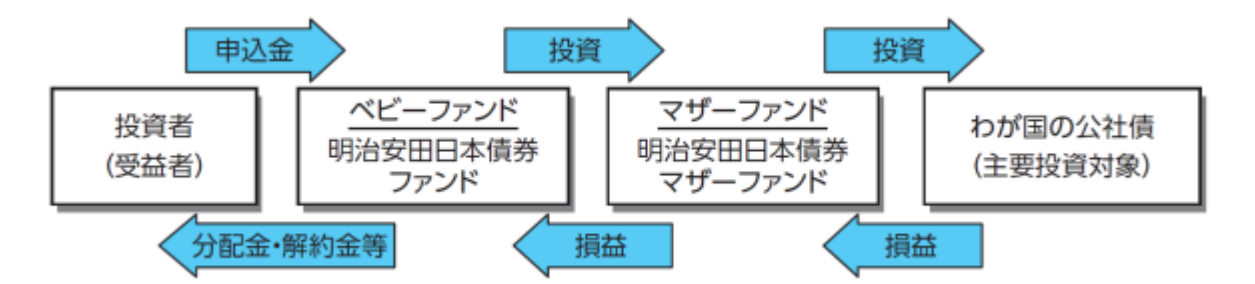 申込金
投資
投資
投資者
(受益者)
ベビーファンド
明治安田日本債券
ファンド
マザーファンド
明治安田日本債券
マザーファンド
わが国の公社債
(主要投資対象)
分配金・解約金等
損益
損益